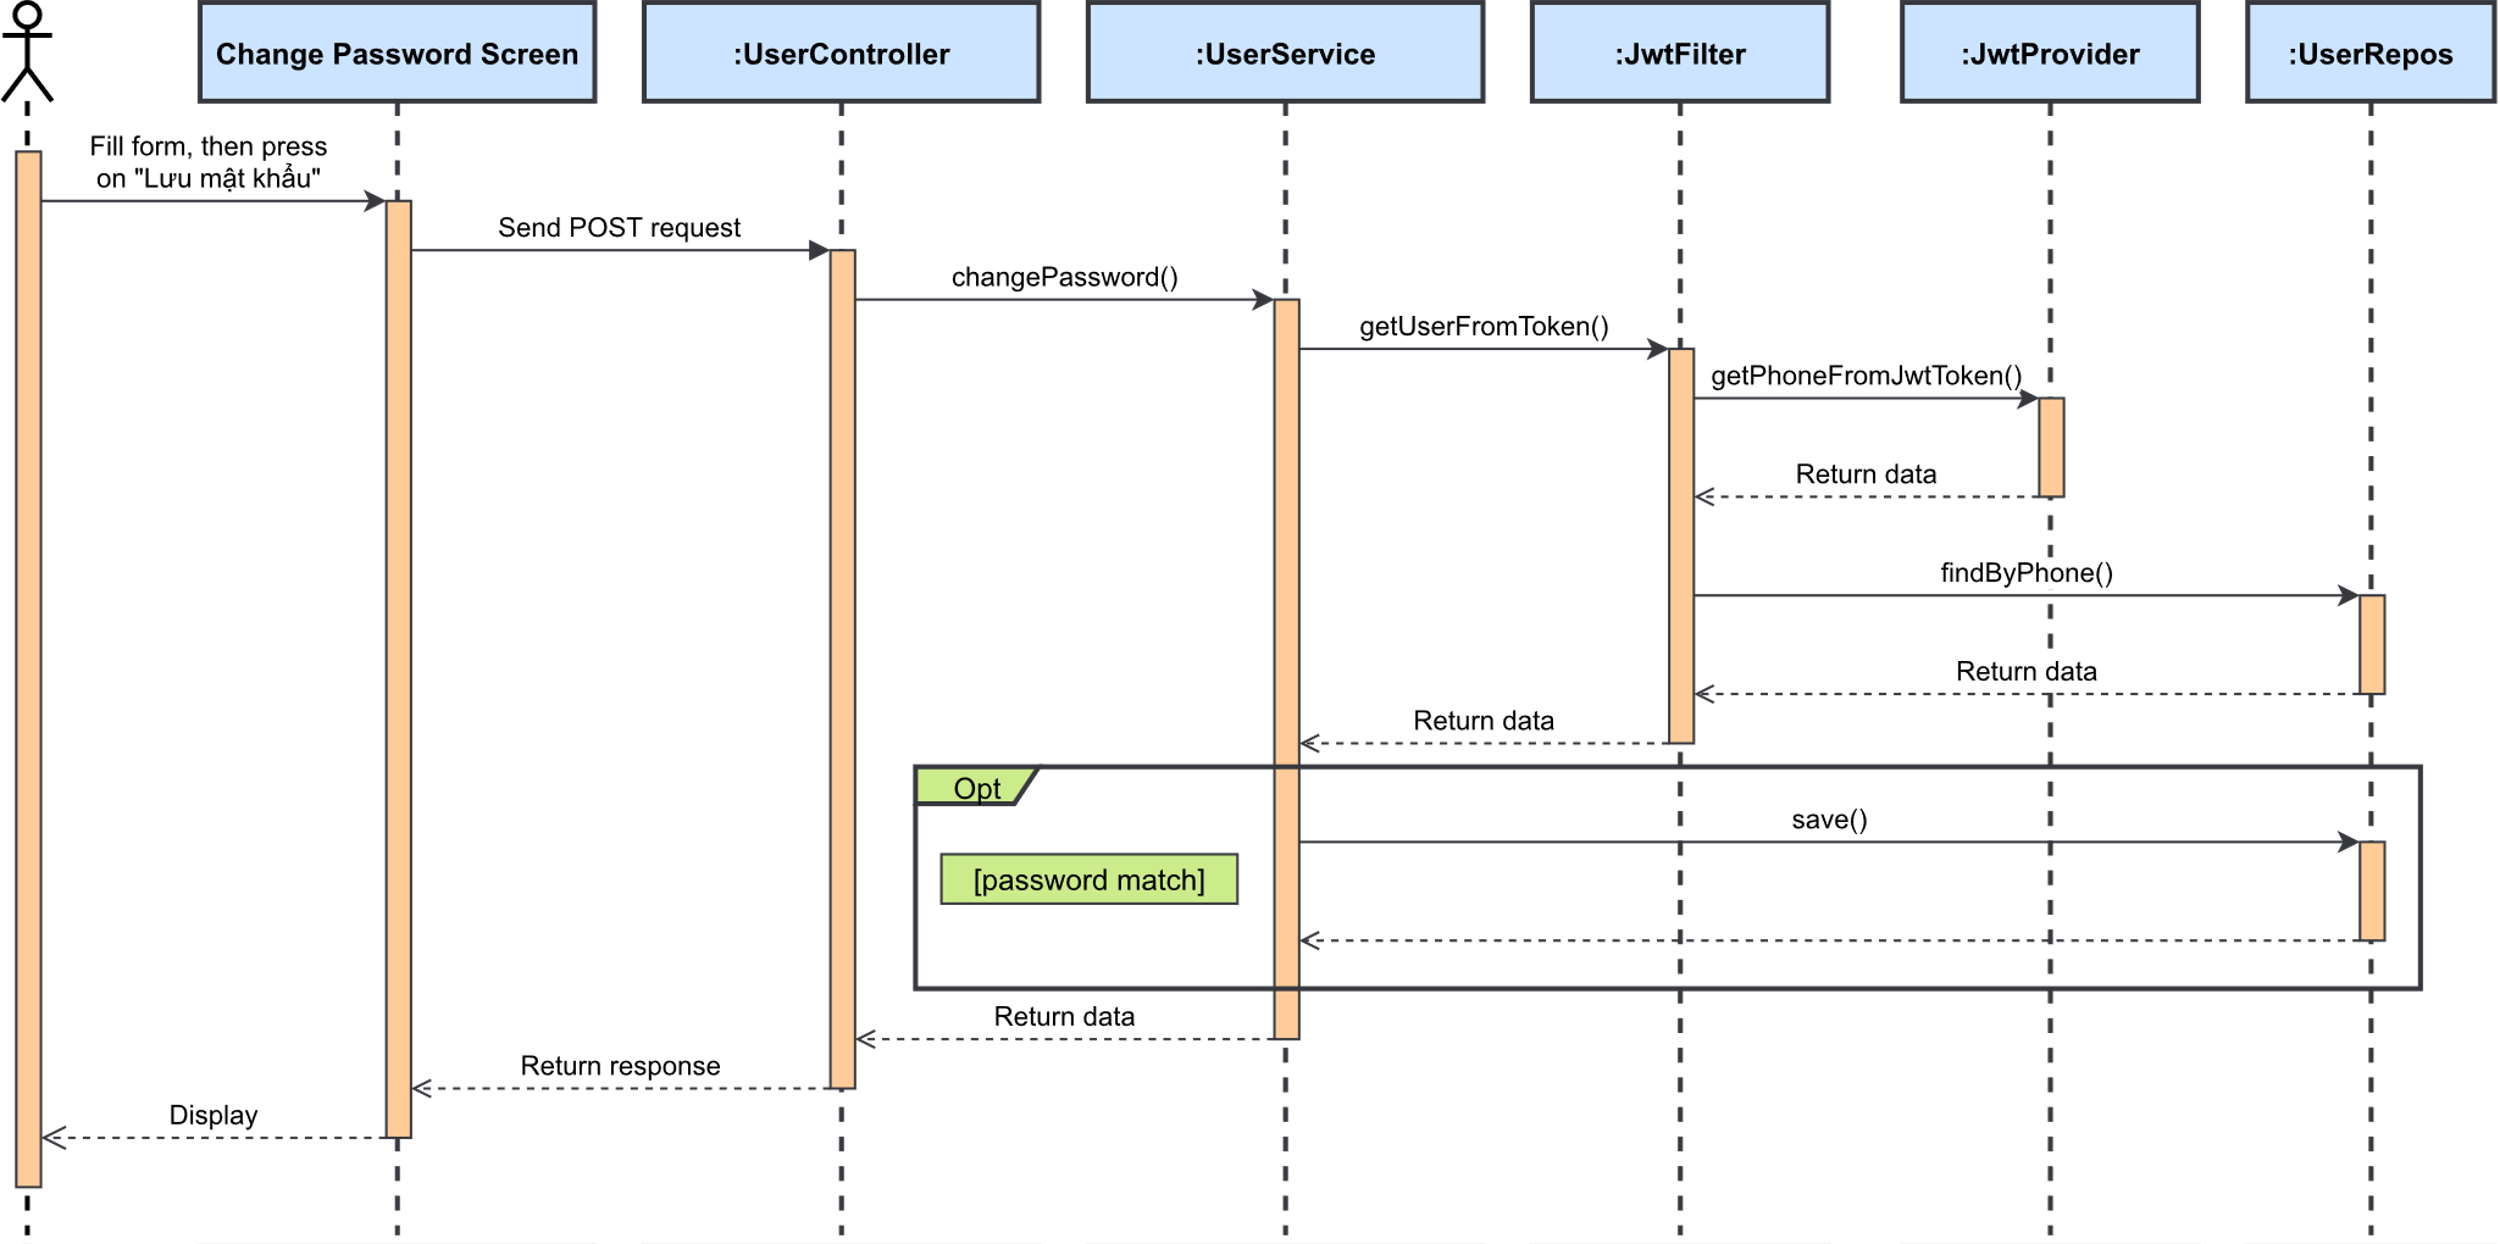 Change Password Screen
:UserController
:UserService
:JwtFilter
:JwtProvider
:UserRepos
Fill form, then press
on "Lưu mật khẩu"
Send POST request
changePassword()
getUserFromToken()
getPhoneFromJwtToken()
Return data
findByPhone()
Return data
Return data
Opt
save()
[password match]
Return data
Return response
Display